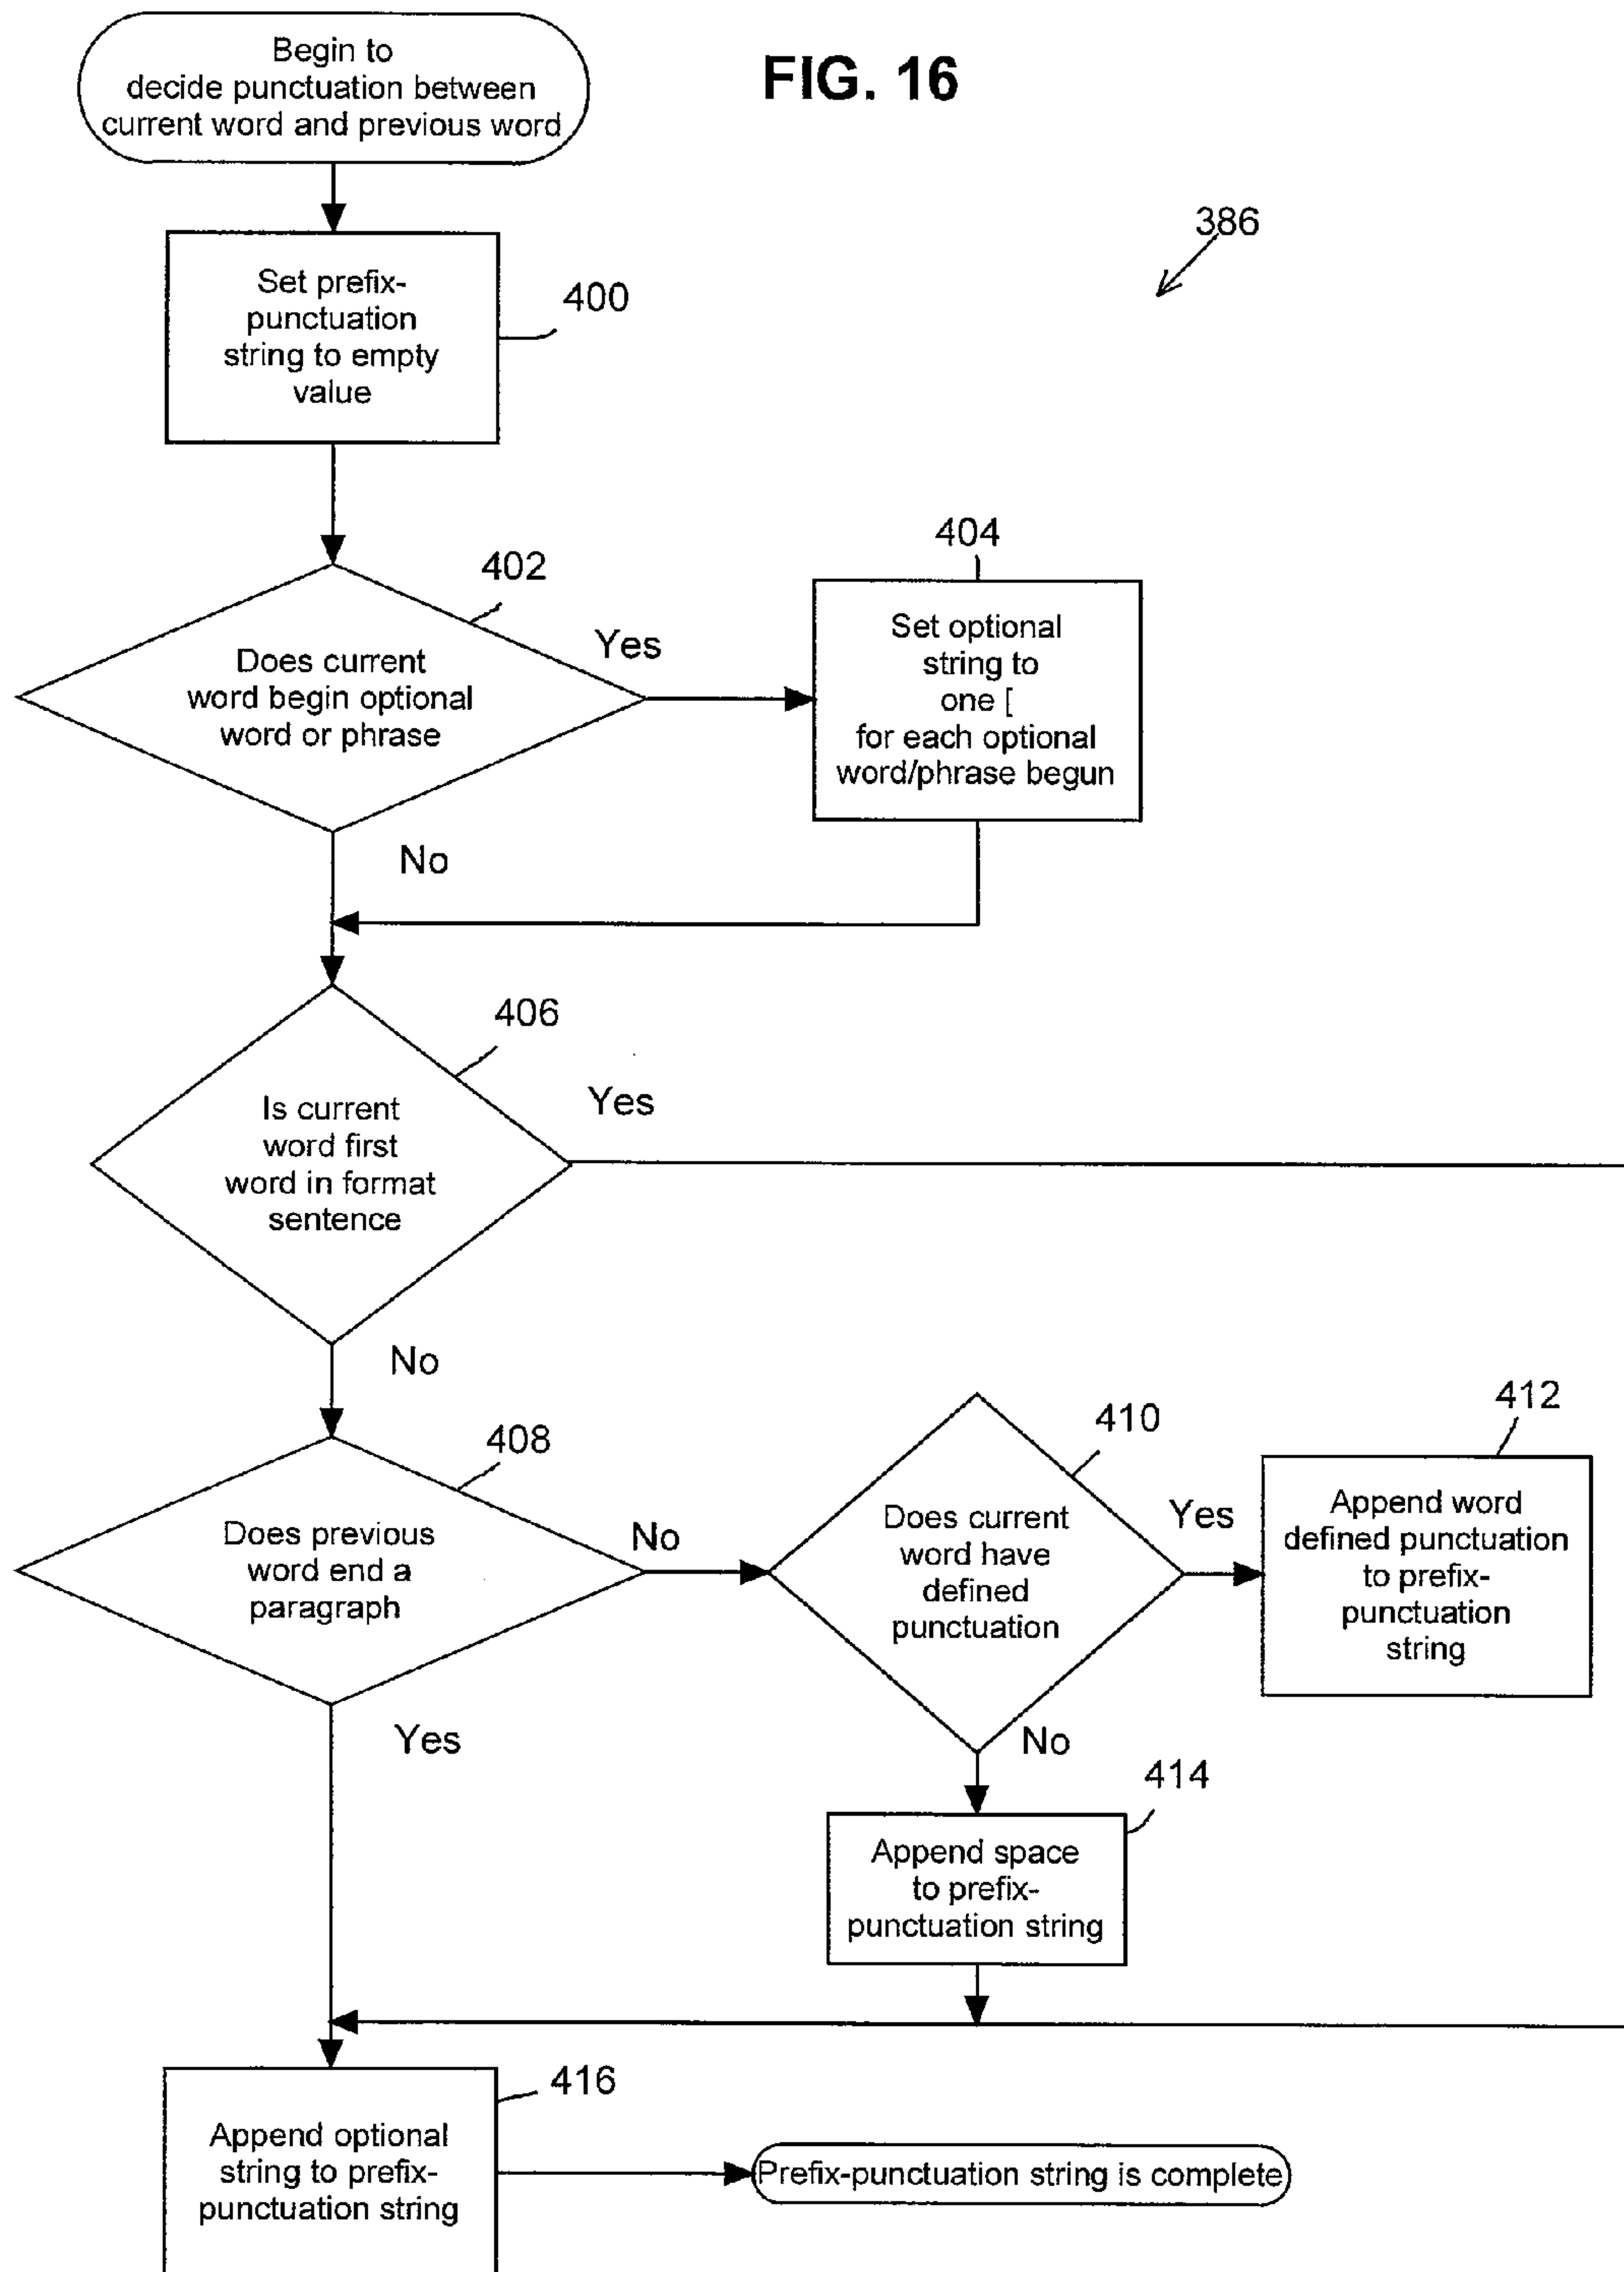 Begin to
decide punctuation between
current word and previous word
FIG. 16
386
Set prefix-
punctuation
string to empty
value
400
402
Does current
word begin optional
word or phrase
Yes
No
404
Set optional
string to
one [
for each optional
word/phrase begun
406
Is current
word first
word in format
sentence
Yes
No
408
Does previous
word end a
paragraph
No
Yes
410
Does current
word have
defined
punctuation
Yes
No
412
Append word
defined punctuation
to prefix-
punctuation
string
414
Append space
to prefix-
punctuation string
416
Append optional
string to prefix-
punctuation string
Prefix-punctuation string is complete